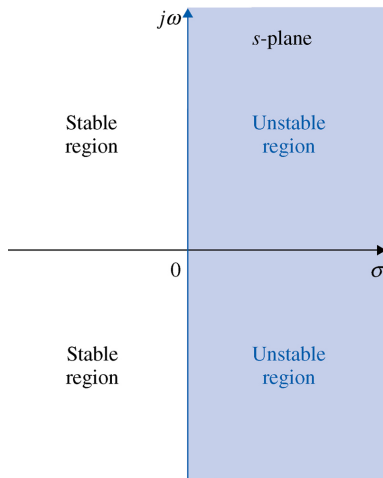 jω
s-plane
Stable
region
Unstable
region
0
σ
Stable
region
Unstable
region